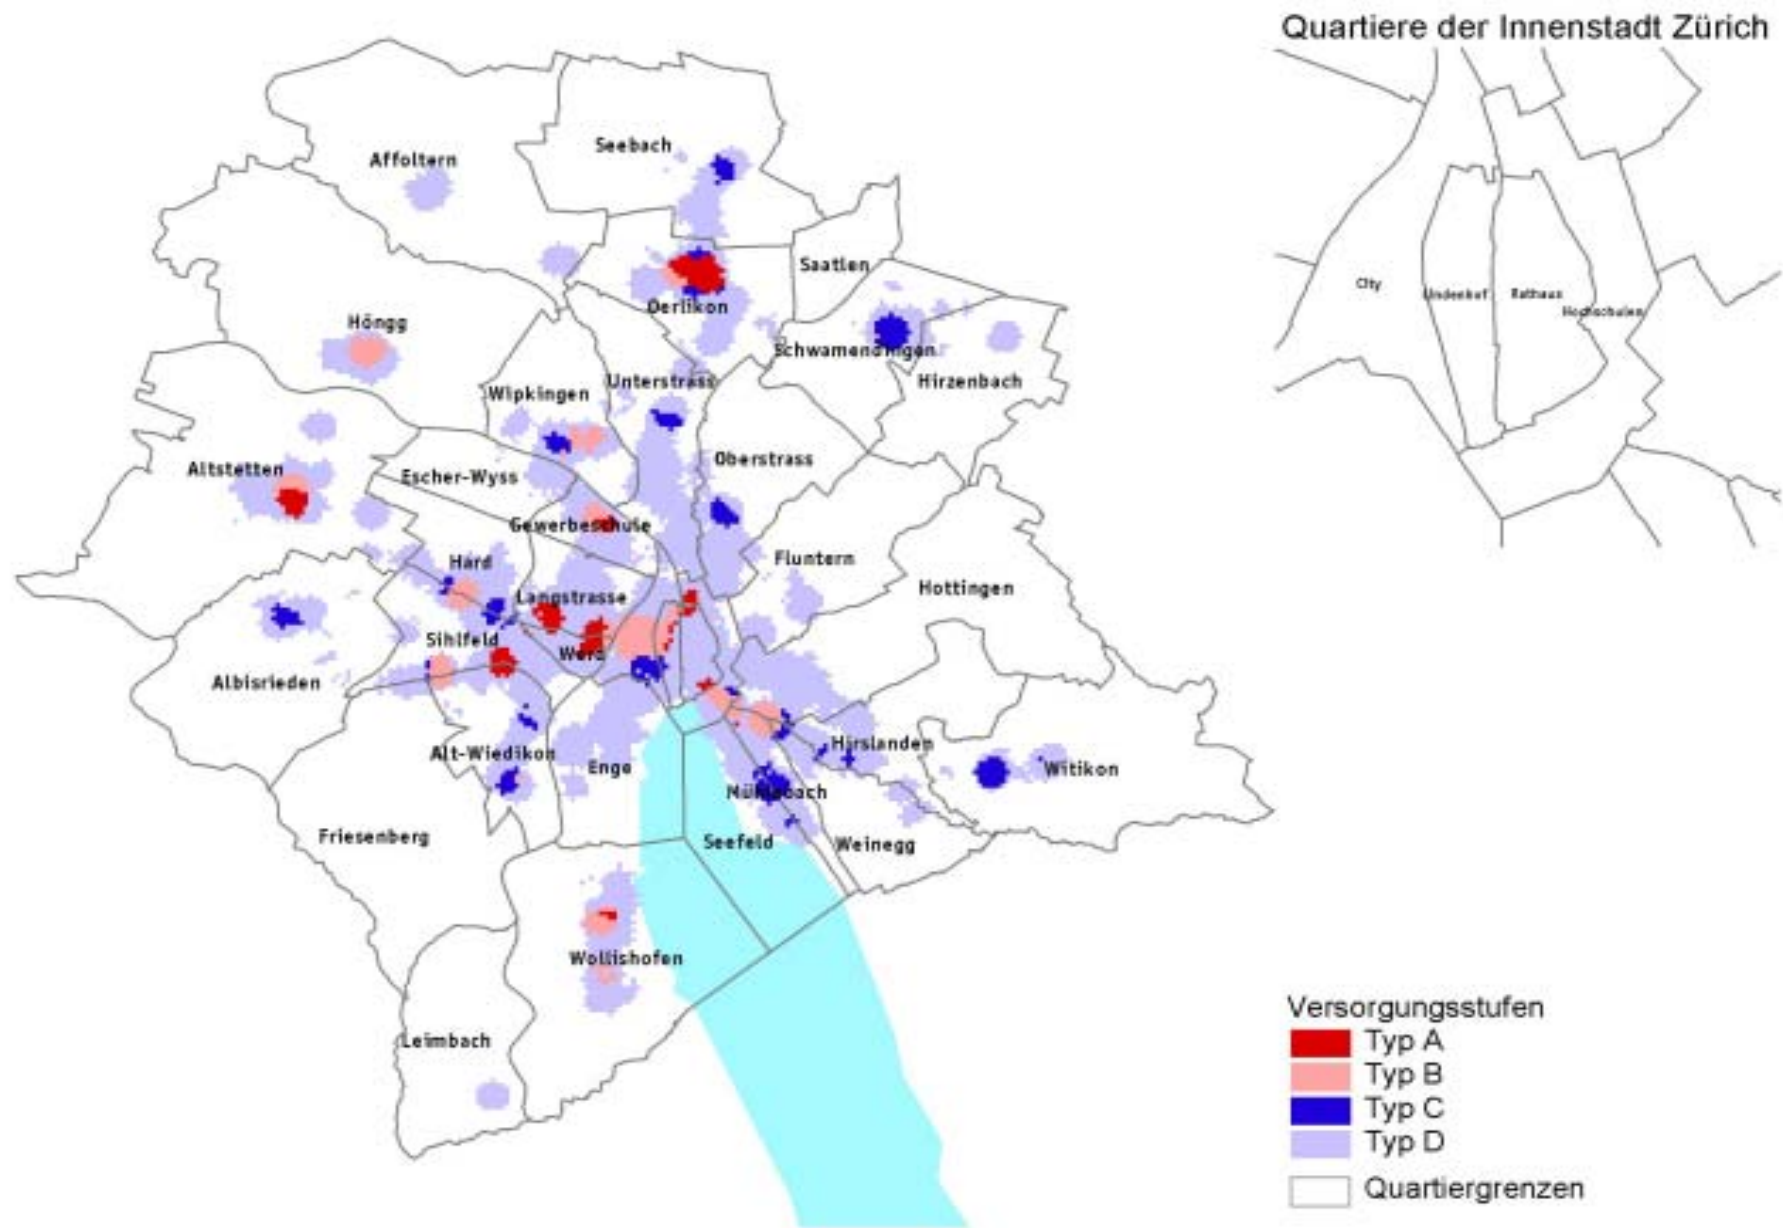 Quartiere der Innenstadt Zürich
Seebach
Affoltern
Saatlen
City
Lindenhof
Rathaus
Hochschulen
Oerlikon
Höngg
Schwamendingen
Unterstrass
Hirzenbach
Wipkingen
Oberstrass
Altstetten
Escher-Wyss
Gewerbeschule
Hard
Fluntern
Hottingen
Langstrasse
Sihlfeld
Werd
Albisrieden
Hirslanden
Alt-Wiedikon
Enge
Witikon
Mühlebach
Friesenberg
Seefeld
Weinegg
Wollishofen
Leimbach
Versorgungsstufen
Typ A
Typ B
Typ C
Typ D
Quartiergrenzen